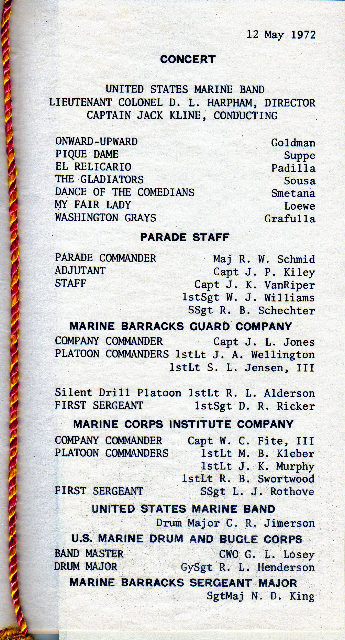 12 May 1972
CONCERT
UNITED STATES MARINE BAND
LIEUTENANT COLONEL D. L. HARPHAM, DIRECTOR
CAPTAIN JACK KLINE, CONDUCTING
ONWARD-UPWARD Goldman
PIQUE DAME Suppe
EL RELICARIO Padilla
THE GLADIATORS Sousa
DANCE OF THE COMEDIANS Smetana
MY FAIR LADY Loewe
WASHINGTON GRAYS Grafulla
PARADE STAFF
PARADE COMMANDER Maj R. W. Schmid
ADJUTANT Capt J. P. Kiley
STAFF Capt J. K. VanRiper
1stSgt W. J. Williams
SSgt R. B. Schechter
MARINE BARRACKS GUARD COMPANY
COMPANY COMMANDER Capt J. L. Jones
PLATOON COMMANDERS 1stLt J. A. Wellington
1stLt S. L. Jensen, III
Silent Drill Platoon 1stLt R. L. Alderson
FIRST SERGEANT 1stSgt D. R. Ricker
MARINE CORPS INSTITUTE COMPANY
COMPANY COMMANDER Capt W. C. Fite, III
PLATOON COMMANDERS 1stLt M. B. Kleber
1stLt J. K. Murphy
1stLt R. B. Swortwood
FIRST SERGEANT SSgt L. J. Rothove
UNITED STATES MARINE BAND
Drum Major C. R. Jimerson
U.S. MARINE DRUM AND BUGLE CORPS
BAND MASTER CWO G. L. Losey
DRUM MAJOR GySgt R. L. Henderson
MARINE BARRACKS SERGEANT MAJOR
SgtMaj N. D. King